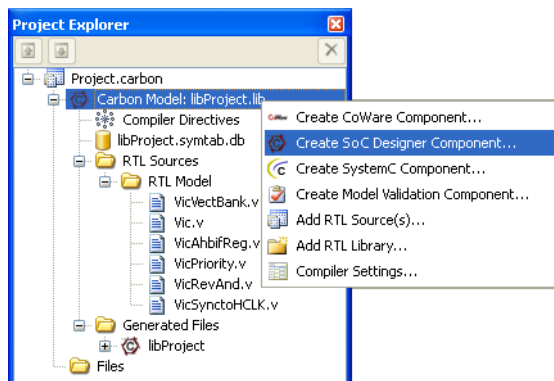 Project Explorer
Project.carbon
Carbon Model: libProject.lib
Compiler Directives
libProject.symtab.db
RTL Sources
RTL Model
VicVectBank.v
Vic.v
VicAhbifReg.v
VicPriority.v
VicRevAnd.v
VicSynctoHCLK.v
Generated Files
libProject
Files
CoWare
Create CoWare Component...
Create SoC Designer Component...
Create SystemC Component...
Create Model Validation Component...
Add RTL Source(s)...
Add RTL Library...
Compiler Settings...